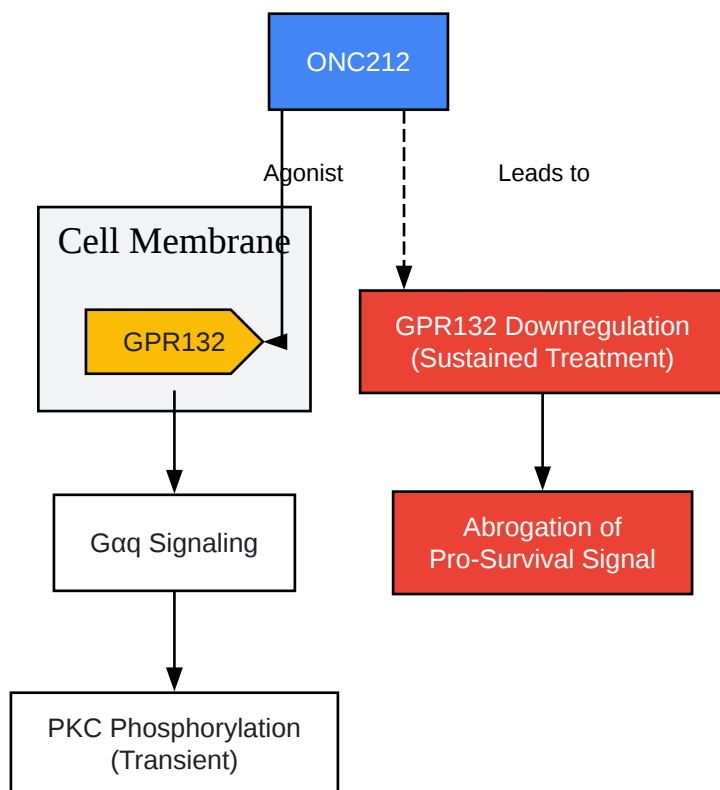 ONC212
Agonist
Leads to
Cell Membrane
GPR132
GPR132 Downregulation
(Sustained Treatment)
Gαq Signaling
Abrogation of
Pro-Survival Signal
PKC Phosphorylation
(Transient)